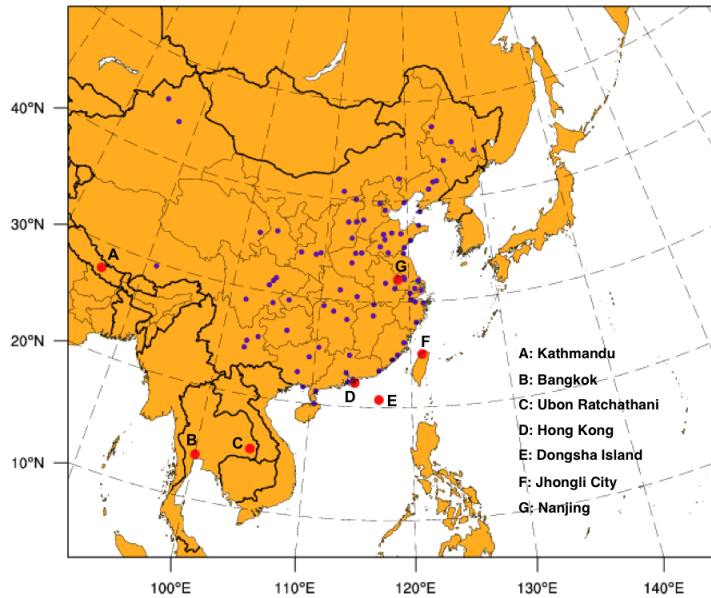 40°N
A
G
30°N
F
A: Kathmandu
20°N
B: Bangkok
D
E
C: Ubon Ratchathani
D: Hong Kong
B
C
E: Dongsha Island
10°N
F: Jhongli City
G: Nanjing
100°E
110°E
120°E
130°E
140°E